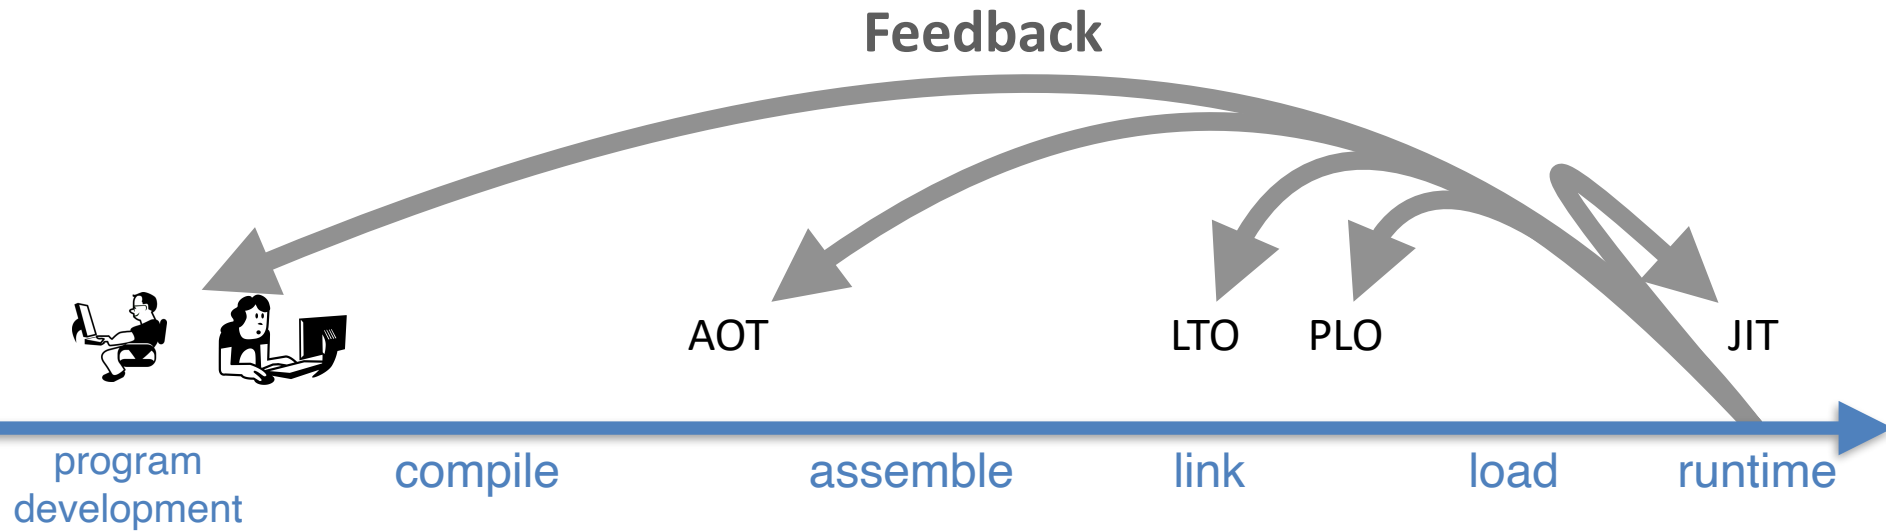 Feedback
AOT
LTO
PLO
JIT
program
development
compile
assemble
link
load
runtime